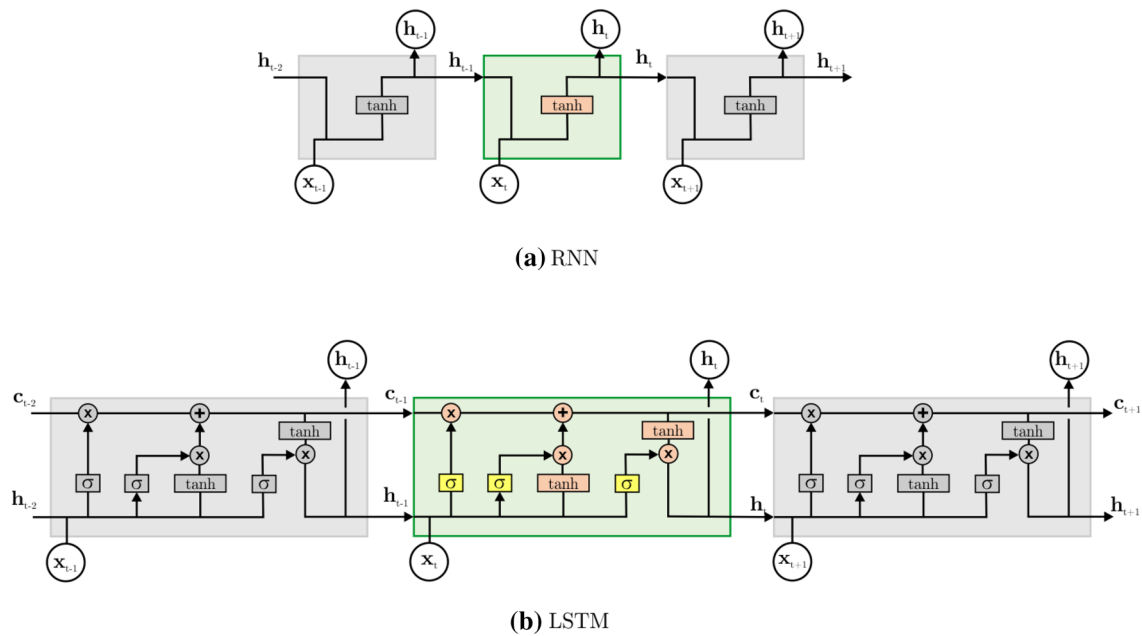 h_t-1 h_t h_t+1
h_t-2 h_t-1 h_t h_t+1
tanh tanh tanh
x_t-1 x_t x_t+1
(a) RNN
h_t-1 h_t h_t+1
c_t-2 c_t-1 c_t c_t+1
x + x + x +
tanh tanh tanh
x x x x x x
σ σ tanh σ σ σ tanh σ σ σ tanh σ
h_t-2 h_t-1 h_t h_t+1
x_t-1 x_t x_t+1
(b) LSTM